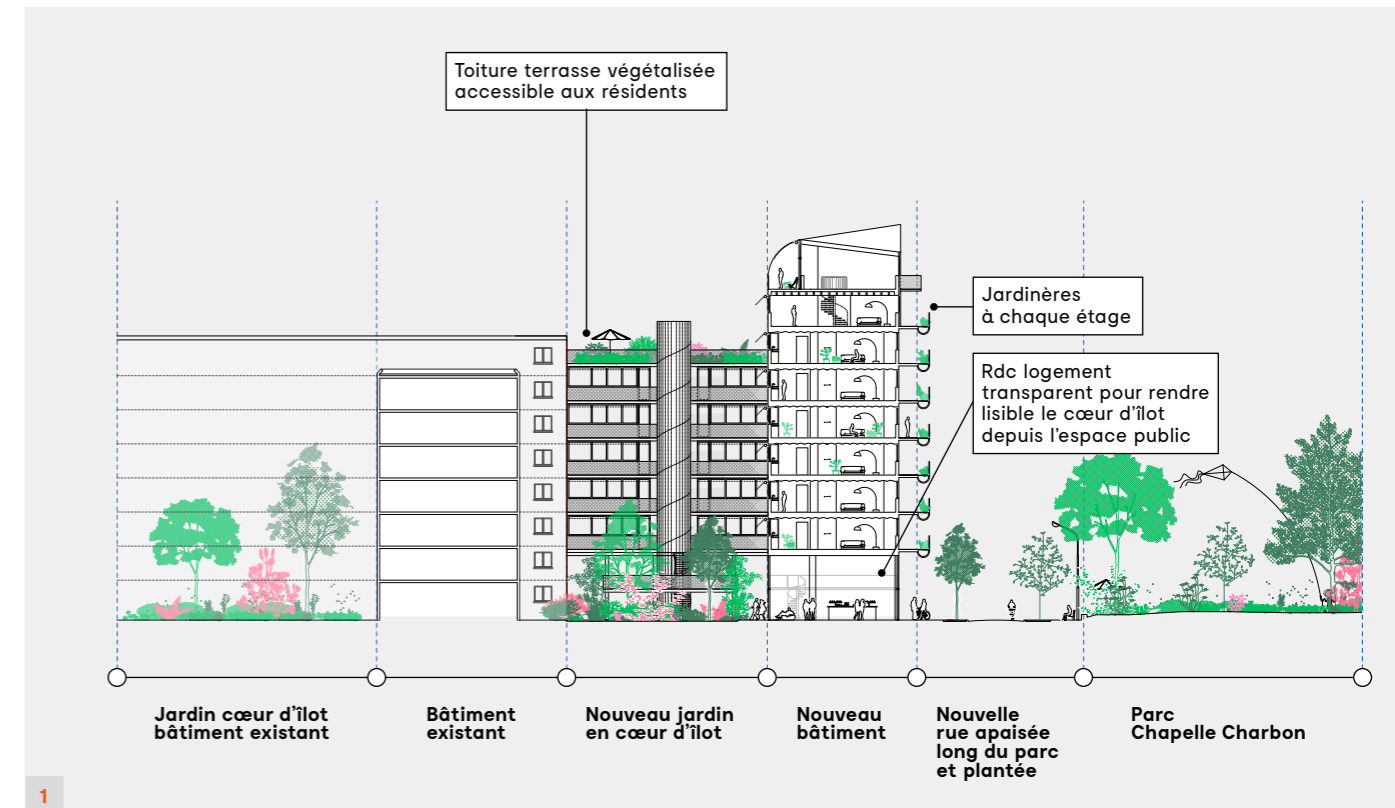 Toiture terrasse végétalisée
accessible aux résidents
Jardinères
à chaque étage
Rdc logement
transparent pour rendre
lisible le cœur d'îlot
depuis l'espace public
Jardin cœur d'îlot
bâtiment existant
Bâtiment
existant
Nouveau jardin
en cœur d'îlot
Nouveau
bâtiment
Nouvelle
rue apaisée
long du parc
et plantée
Parc
Chapelle Charbon
1